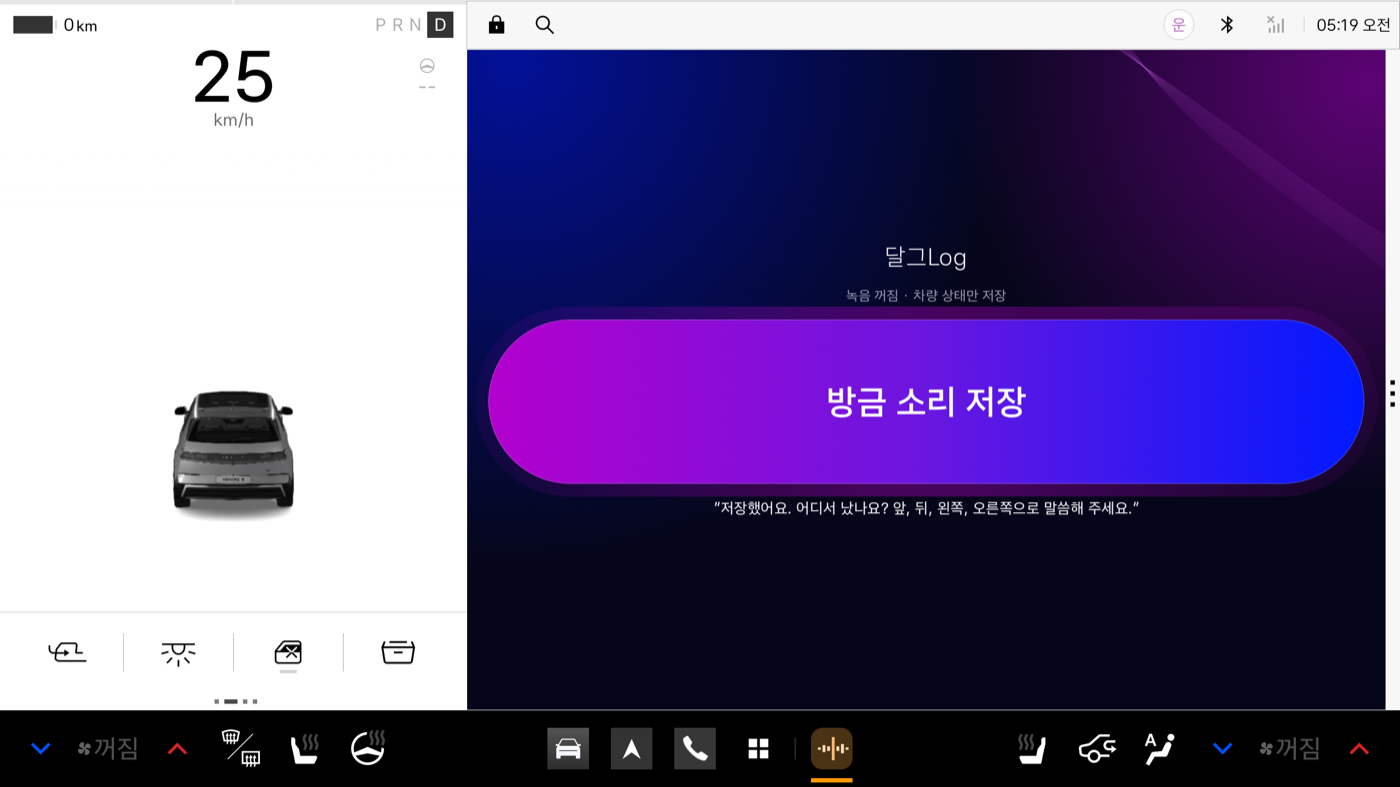 0 km
P R N D
25
km/h
--
윤
05:19 오전
달그Log
녹음 꺼짐 · 차량 상태만 저장
방금 소리 저장
"저장했어요. 어디서 났나요? 앞, 뒤, 왼쪽, 오른쪽으로 말씀해 주세요."
꺼짐
A
꺼짐